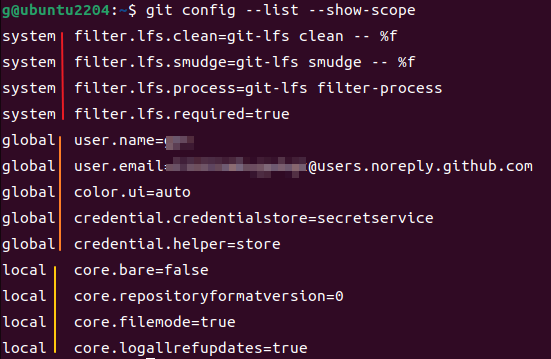 g@ubuntu2204:~$ git config --list --show-scope
system filter.lfs.clean=git-lfs clean -- %f
system filter.lfs.smudge=git-lfs smudge -- %f
system filter.lfs.process=git-lfs filter-process
system filter.lfs.required=true
global user.name=
global user.email=@users.noreply.github.com
global color.ui=auto
global credential.credentialstore=secretservice
global credential.helper=store
local core.bare=false
local core.repositoryformatversion=0
local core.filemode=true
local core.logallrefupdates=true